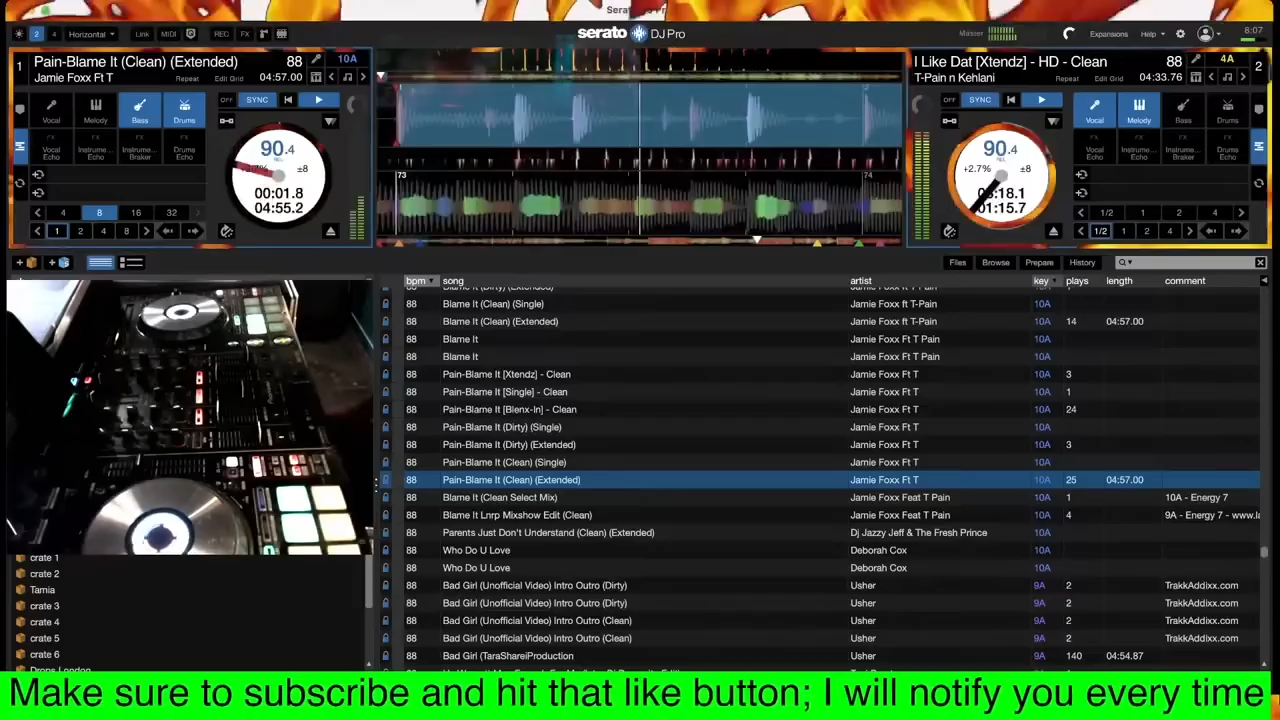 serato DJ Pro
2 4 Horizontal Link MIDI REC FX
Master Expansions Help 8:07
1 Pain-Blame It (Clean) (Extended) 88 10A
Jamie Foxx Ft T Repeat Edit Grid 04:57.00
OFF SYNC
Vocal Melody Bass Drums
FX FX FX FX
Vocal Echo Instrume... Echo Instrume... Braker Drums Echo
90.4
+2.7% ±8
00:01.8
04:55.2
4 8 16 32
1 2 4 8
73 74
I Like Dat [Xtendz] - HD - Clean 88 4A 2
T-Pain n Kehlani Repeat Edit Grid 04:33.76
OFF SYNC
Vocal Melody Bass Drums
FX FX FX FX
Vocal Echo Instrume... Echo Instrume... Braker Drums Echo
90.4
+2.7% ±8
:18.1
01:15.7
1/2 1 2 4
1/2 1 2 4
Files Browse Prepare History
bpm song artist key plays length comment
88 Blame It (Clean) (Single) Jamie Foxx ft T-Pain 10A
88 Blame It (Clean) (Extended) Jamie Foxx ft T-Pain 10A 14 04:57.00
88 Blame It Jamie Foxx Ft T Pain 10A
88 Blame It Jamie Foxx Ft T Pain 10A
88 Pain-Blame It [Xtendz] - Clean Jamie Foxx Ft T 10A 3
88 Pain-Blame It [Single] - Clean Jamie Foxx Ft T 10A 1
88 Pain-Blame It [Blenx-In] - Clean Jamie Foxx Ft T 10A 24
88 Pain-Blame It (Dirty) (Single) Jamie Foxx Ft T 10A
88 Pain-Blame It (Dirty) (Extended) Jamie Foxx Ft T 10A 3
88 Pain-Blame It (Clean) (Single) Jamie Foxx Ft T 10A
88 Pain-Blame It (Clean) (Extended) Jamie Foxx Ft T 10A 25 04:57.00
88 Blame It (Clean Select Mix) Jamie Foxx Feat T Pain 10A 1 10A - Energy 7
88 Blame It Lnrp Mixshow Edit (Clean) Jamie Foxx Feat T Pain 10A 4 9A - Energy 7 - www.la
88 Parents Just Don't Understand (Clean) (Extended) Dj Jazzy Jeff & The Fresh Prince 10A
88 Who Do U Love Deborah Cox 10A
88 Who Do U Love Deborah Cox 10A
88 Bad Girl (Unofficial Video) Intro Outro (Dirty) Usher 9A 2 TrakkAddixx.com
88 Bad Girl (Unofficial Video) Intro Outro (Dirty) Usher 9A 2 TrakkAddixx.com
88 Bad Girl (Unofficial Video) Intro Outro (Clean) Usher 9A 2 TrakkAddixx.com
88 Bad Girl (Unofficial Video) Intro Outro (Clean) Usher 9A 2 TrakkAddixx.com
88 Bad Girl (TaraShareiProduction Usher 9A 140 04:54.87
crate 1
crate 2
Tamia
crate 3
crate 4
crate 5
crate 6
Make sure to subscribe and hit that like button; I will notify you every time